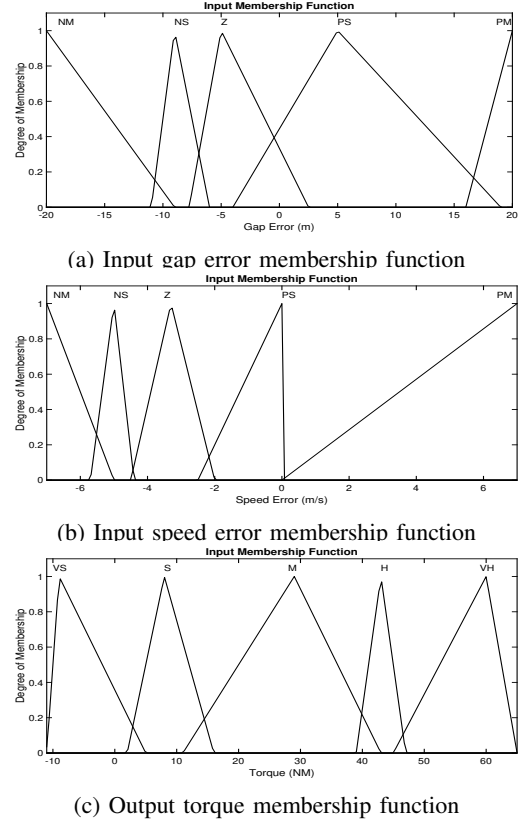 Input Membership Function
NM NS Z PS PM
1
0.8
0.6
0.4
0.2
0
Degree of Membership
-20 -15 -10 -5 0 5 10 15 20
Gap Error (m)
(a) Input gap error membership function
Input Membership Function
NM NS Z PS PM
1
0.8
0.6
0.4
0.2
0
Degree of Membership
-6 -4 -2 0 2 4 6
Speed Error (m/s)
(b) Input speed error membership function
Input Membership Function
VS S M H VH
1
0.8
0.6
0.4
0.2
0
Degree of Membership
-10 0 10 20 30 40 50 60
Torque (NM)
(c) Output torque membership function